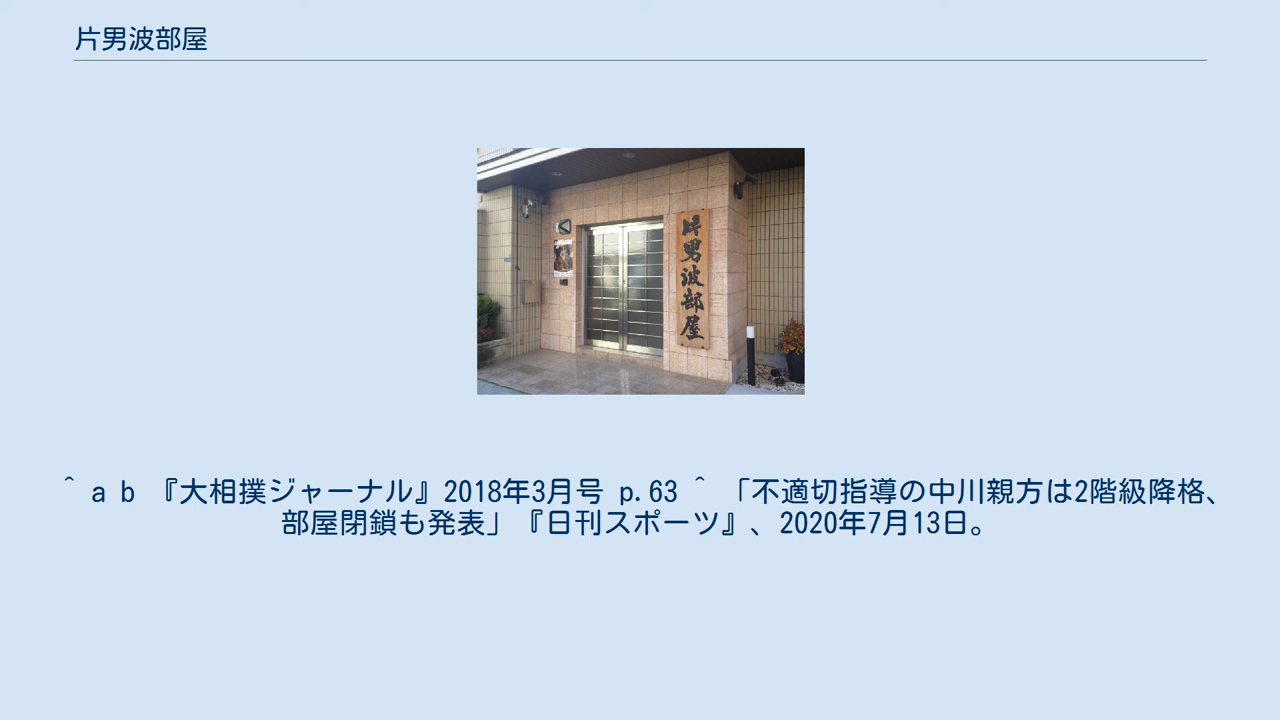 片男波部屋
片男波部屋
^ a b 『大相撲ジャーナル』2018年3月号 p.63 ^ 「不適切指導の中川親方は2階級降格、
部屋閉鎖も発表」『日刊スポーツ』、2020年7月13日。